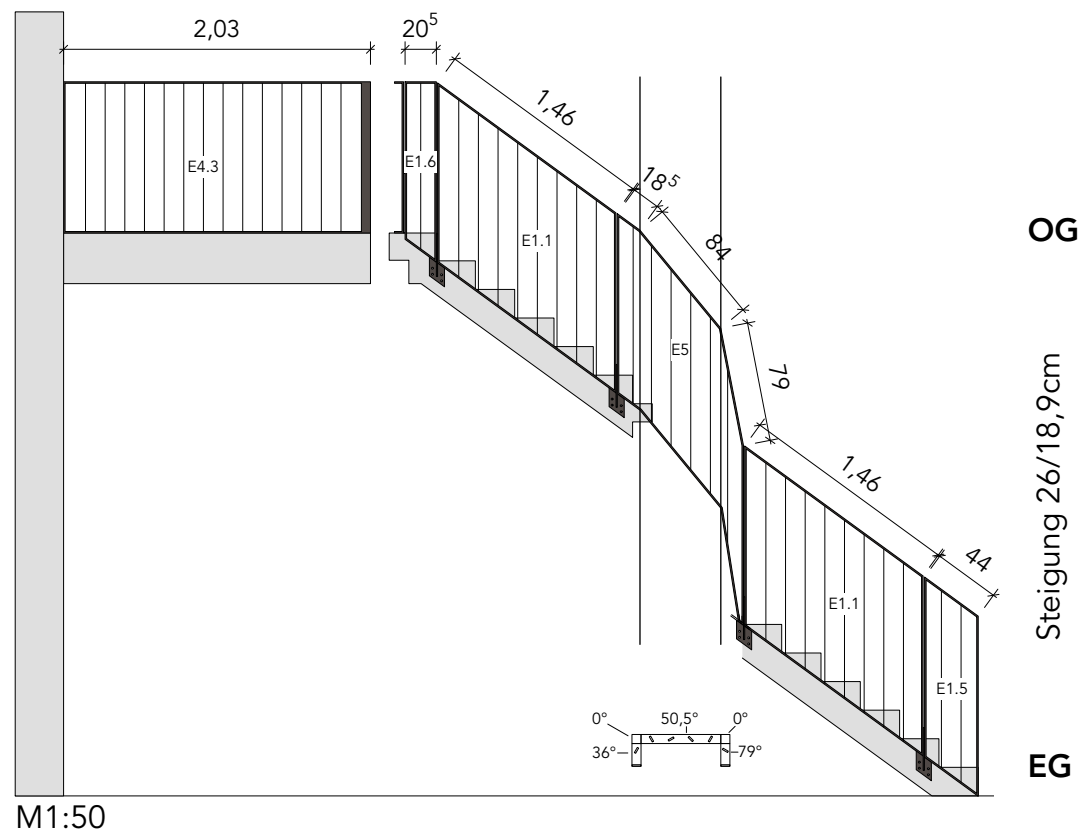 2,03
20⁵
1,46
18⁵
84
79
1,46
44
E4.3
E1.6
E1.1
E5
E1.1
E1.5
OG
Steigung 26/18,9cm
EG
0°
50,5°
0°
36°
79°
M1:50